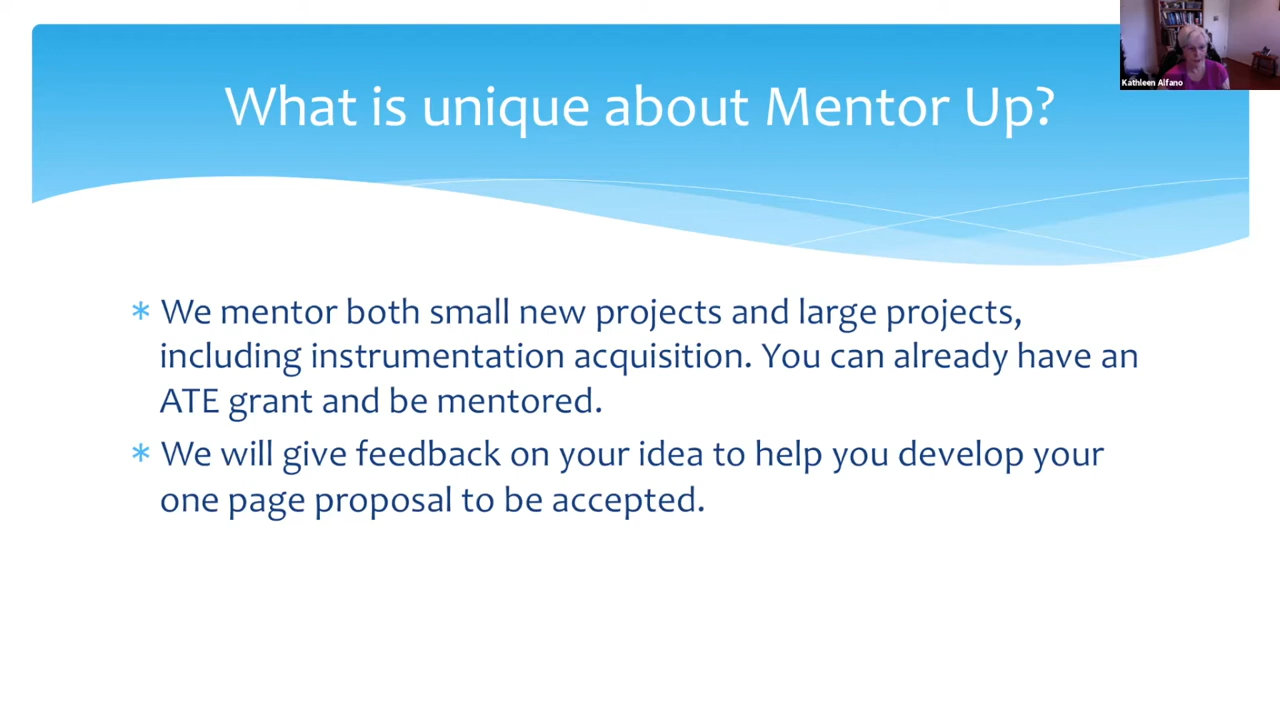 Kathleen Alfano
What is unique about Mentor Up?
* We mentor both small new projects and large projects,
including instrumentation acquisition. You can already have an
ATE grant and be mentored.
* We will give feedback on your idea to help you develop your
one page proposal to be accepted.